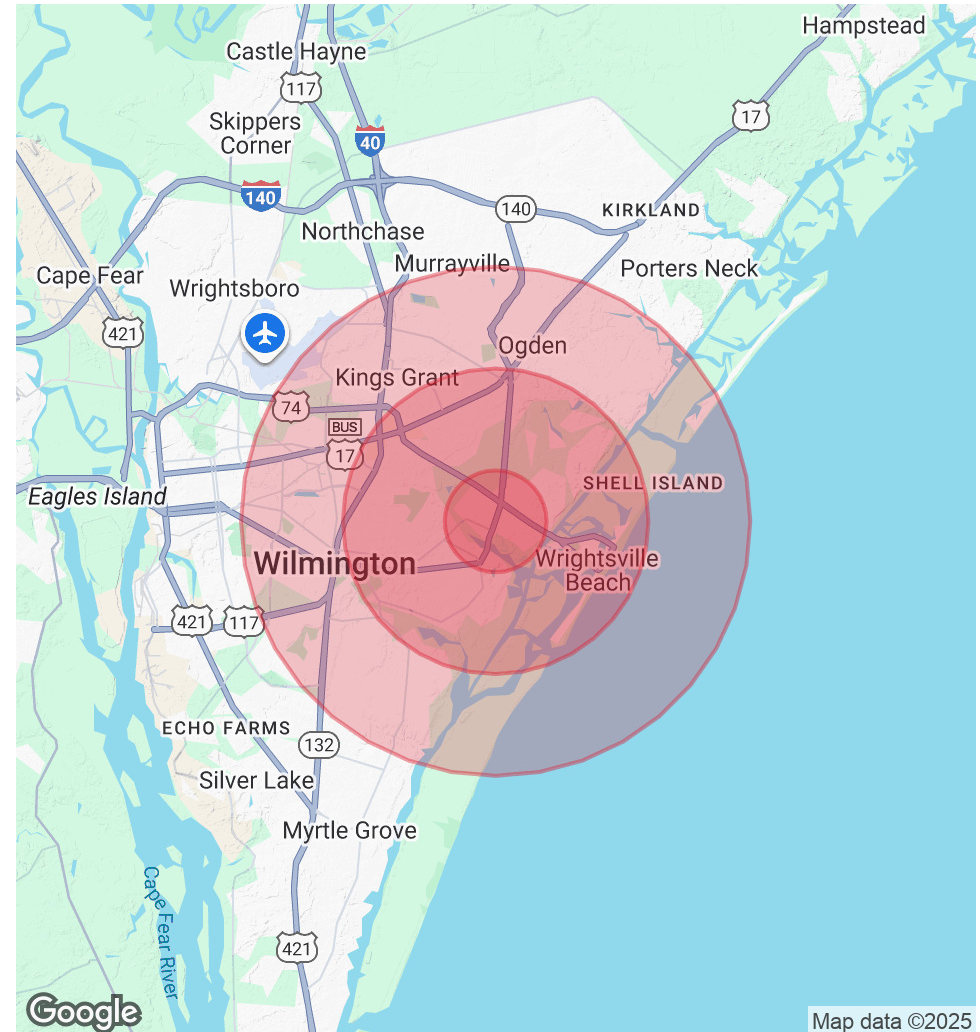 Hampstead
Castle Hayne
117
17
Skippers
Corner
40
140
140
KIRKLAND
Northchase
Murrayville
Porters Neck
Cape Fear
Wrightsboro
421
Ogden
Kings Grant
74
BUS
17
SHELL ISLAND
Eagles Island
Wilmington
Wrightsville
Beach
421
117
ECHO FARMS
132
Silver Lake
Myrtle Grove
Cape Fear River
421
Google
Map data ©2025